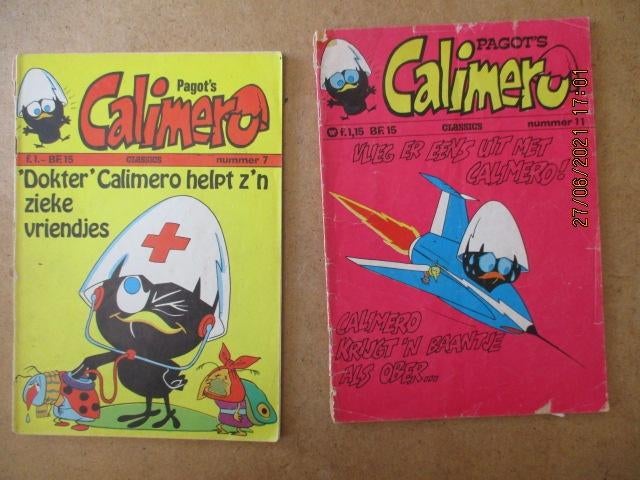 Pagot's
Calimero
f. 1.- BF. 15 CLASSICS nummer 7
'Dokter' Calimero helpt z'n
zieke
vriendjes
PAGOT'S
Calimero
f. 1,15 BF. 15 CLASSICS nummer 11
VLIEG ER EENS UIT MET
CALIMERO!!
CALIMERO
KRIJGT 'N BAANTJE
ALS OBER....
27/06/2021 17:01